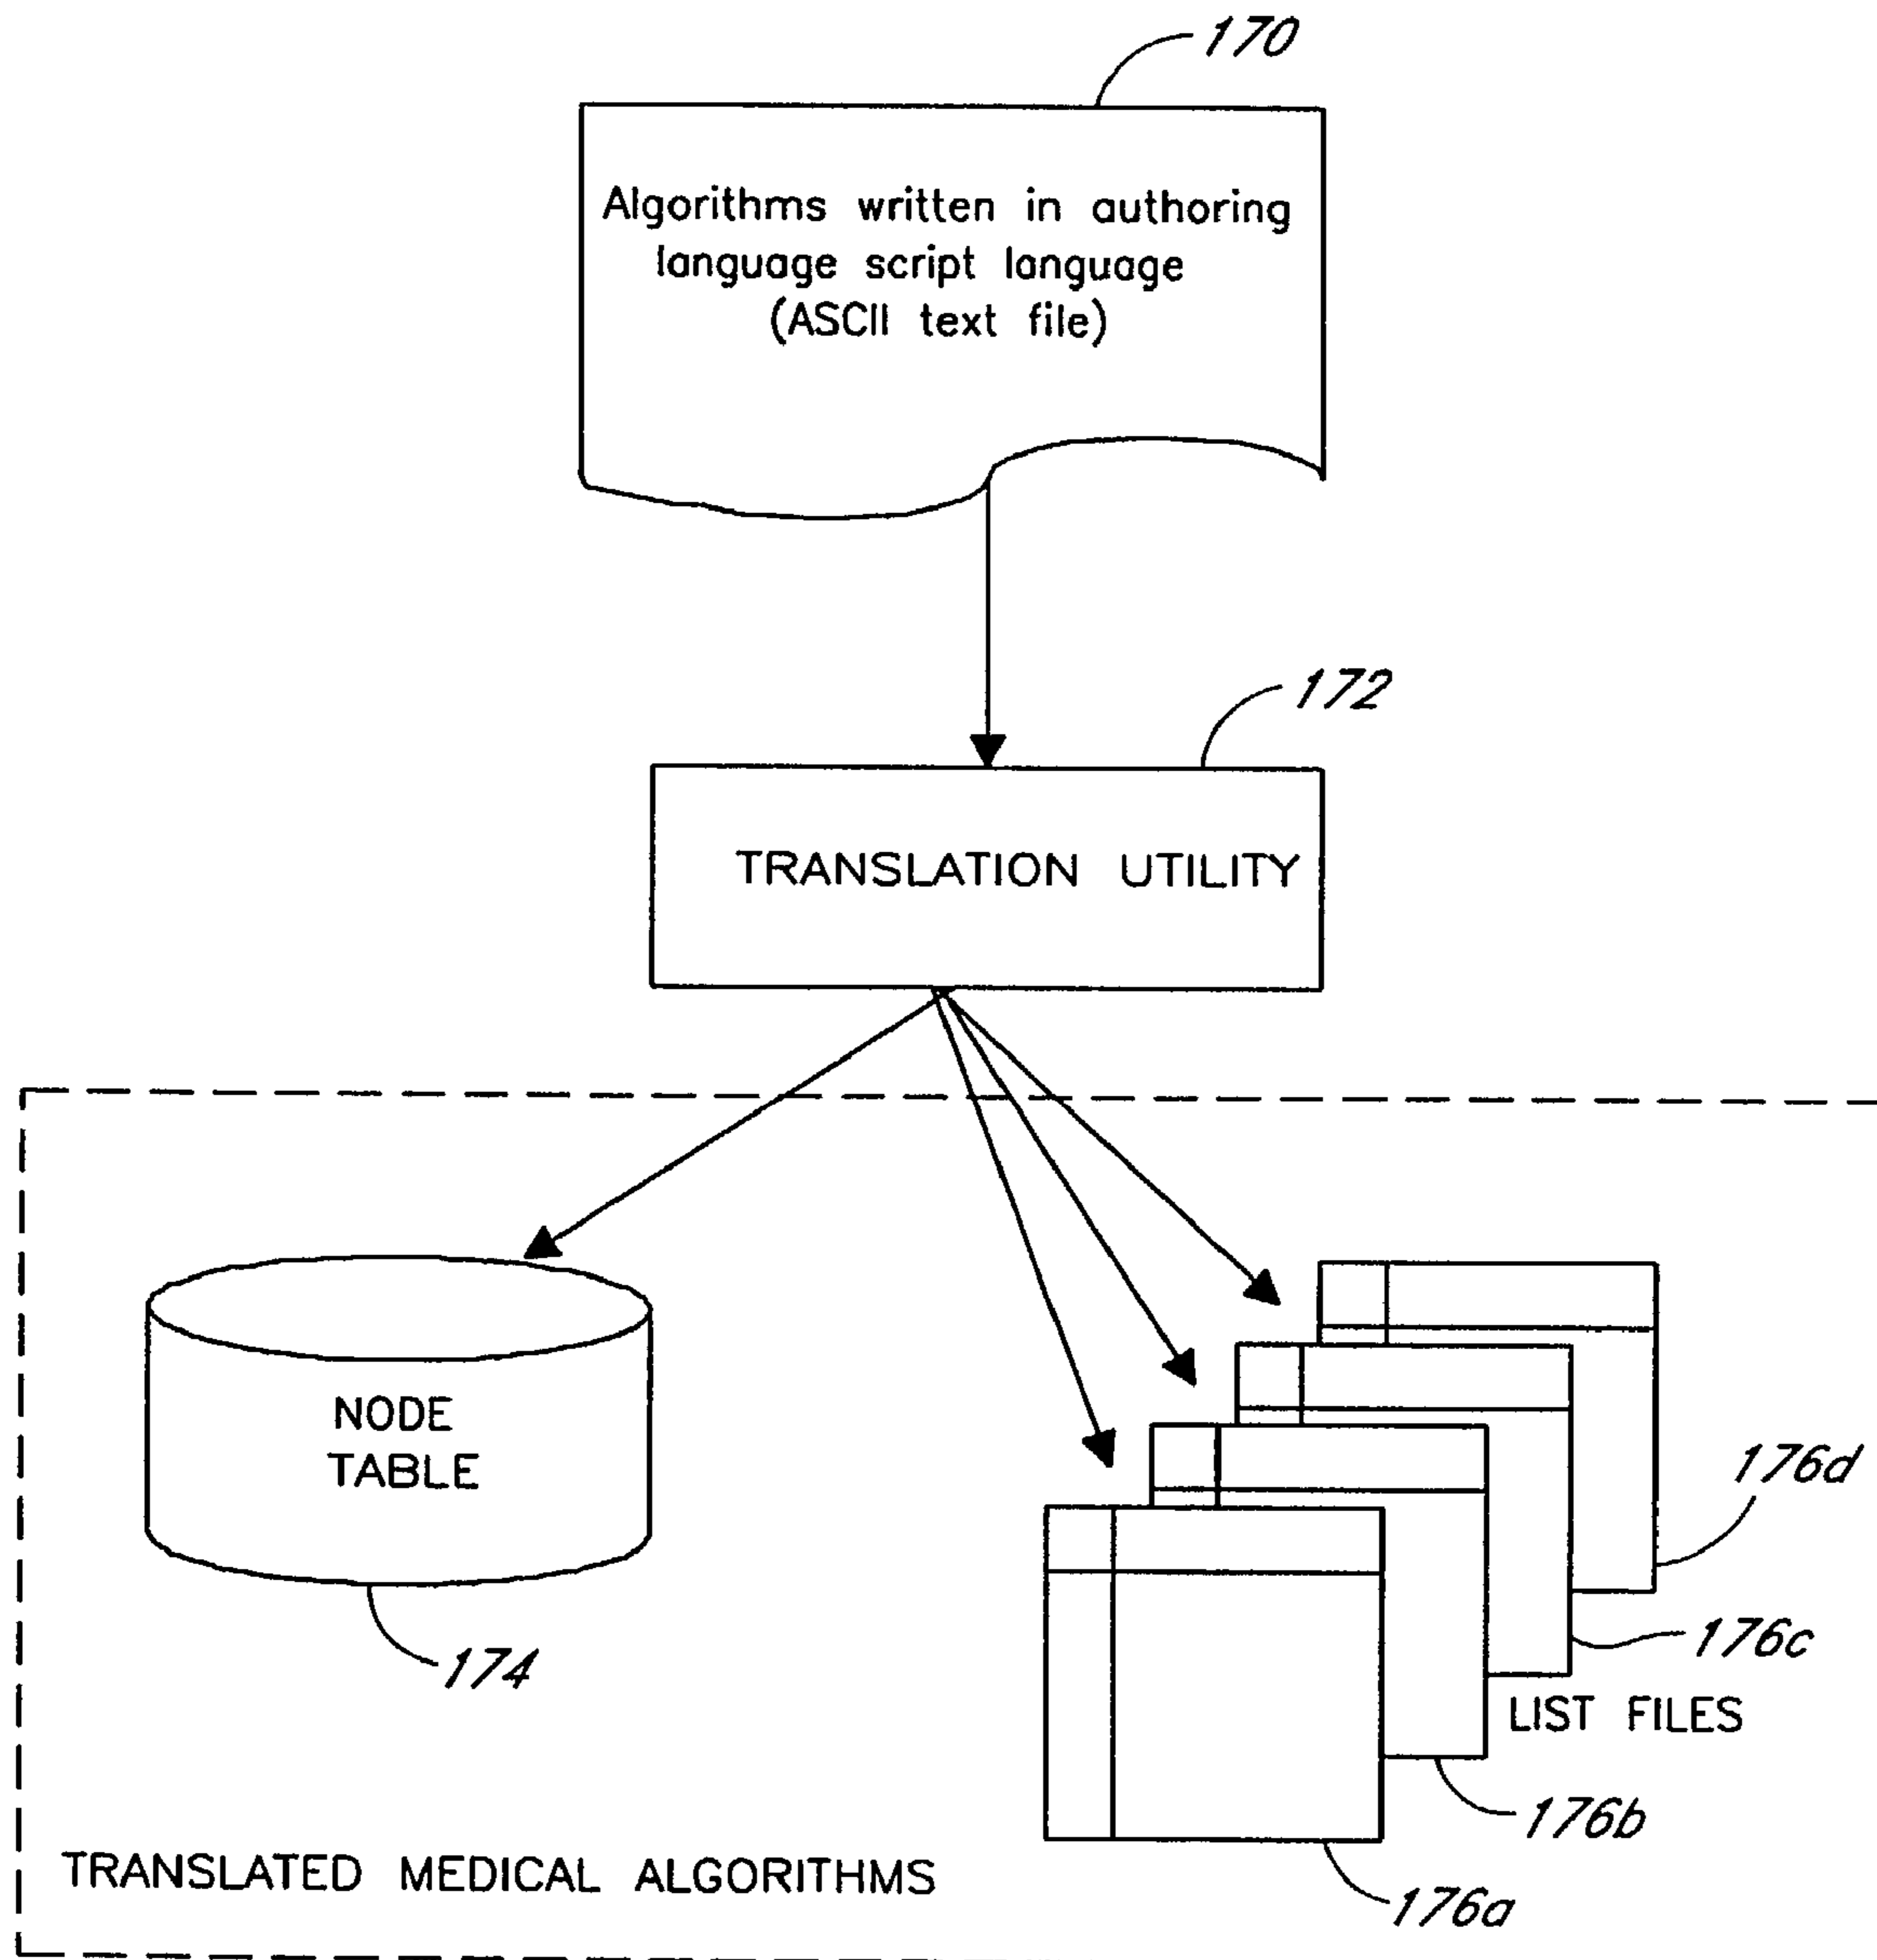 170
Algorithms written in authoring
language script language
(ASCII text file)
172
TRANSLATION UTILITY
NODE
TABLE
174
176d
176c
LIST FILES
176b
176a
TRANSLATED MEDICAL ALGORITHMS